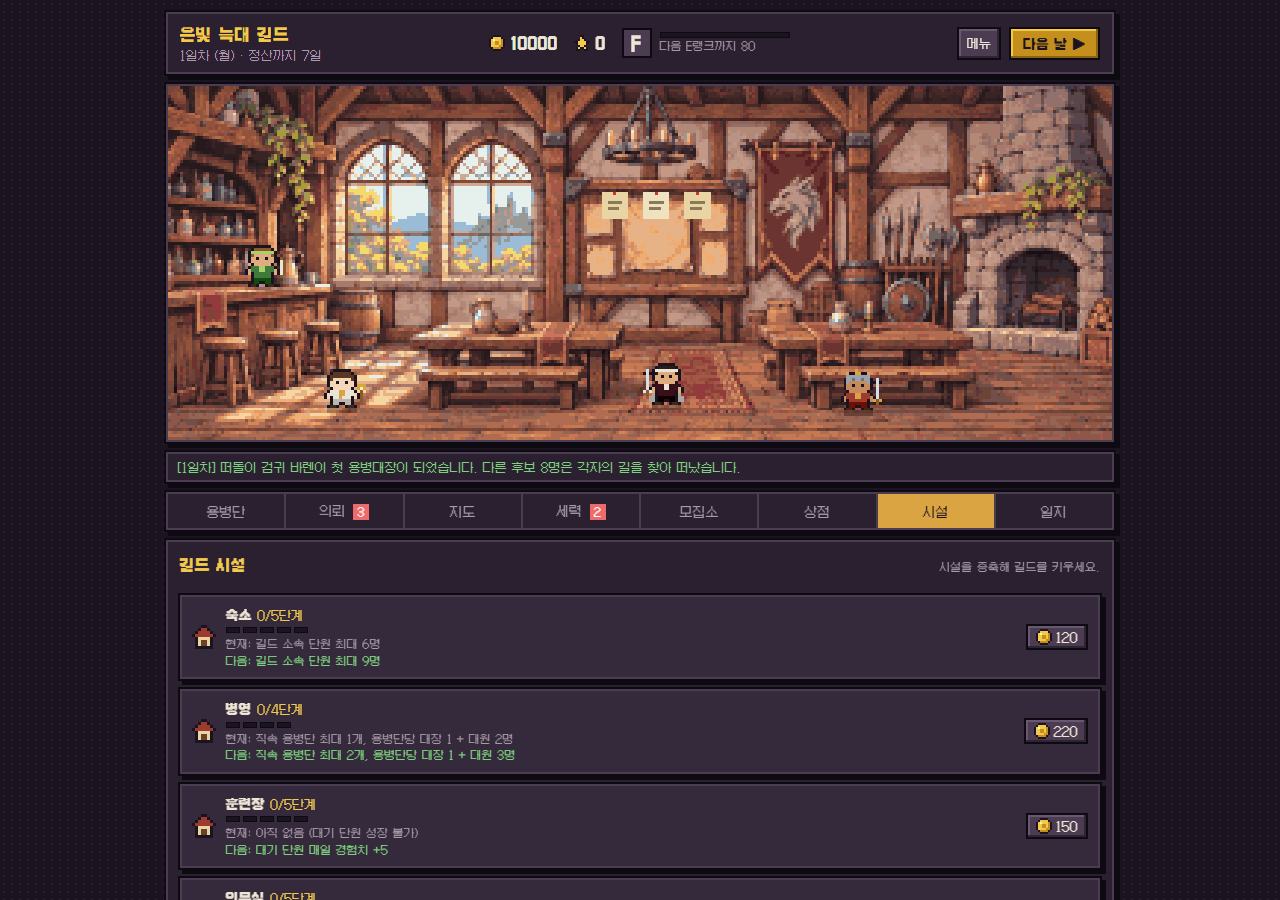 은빛 늑대 길드
1일차 (월) · 정산까지 7일
10000 0 F 다음 E랭크까지 80
메뉴 다음 날 ▶
[1일차] 떠돌이 검귀 바렌이 첫 용병대장이 되었습니다. 다른 후보 8명은 각자의 길을 찾아 떠났습니다.
용병단 의뢰 3 지도 세력 2 모집소 상점 시설 일지
길드 시설
시설을 증축해 길드를 키우세요.
숙소 0/5단계
현재: 길드 소속 단원 최대 6명
다음: 길드 소속 단원 최대 9명
120
병영 0/4단계
현재: 직속 용병단 최대 1개, 용병단당 대장 1 + 대원 2명
다음: 직속 용병단 최대 2개, 용병단당 대장 1 + 대원 3명
220
훈련장 0/5단계
현재: 아직 없음 (대기 단원 성장 불가)
다음: 대기 단원 매일 경험치 +5
150
0/5단계